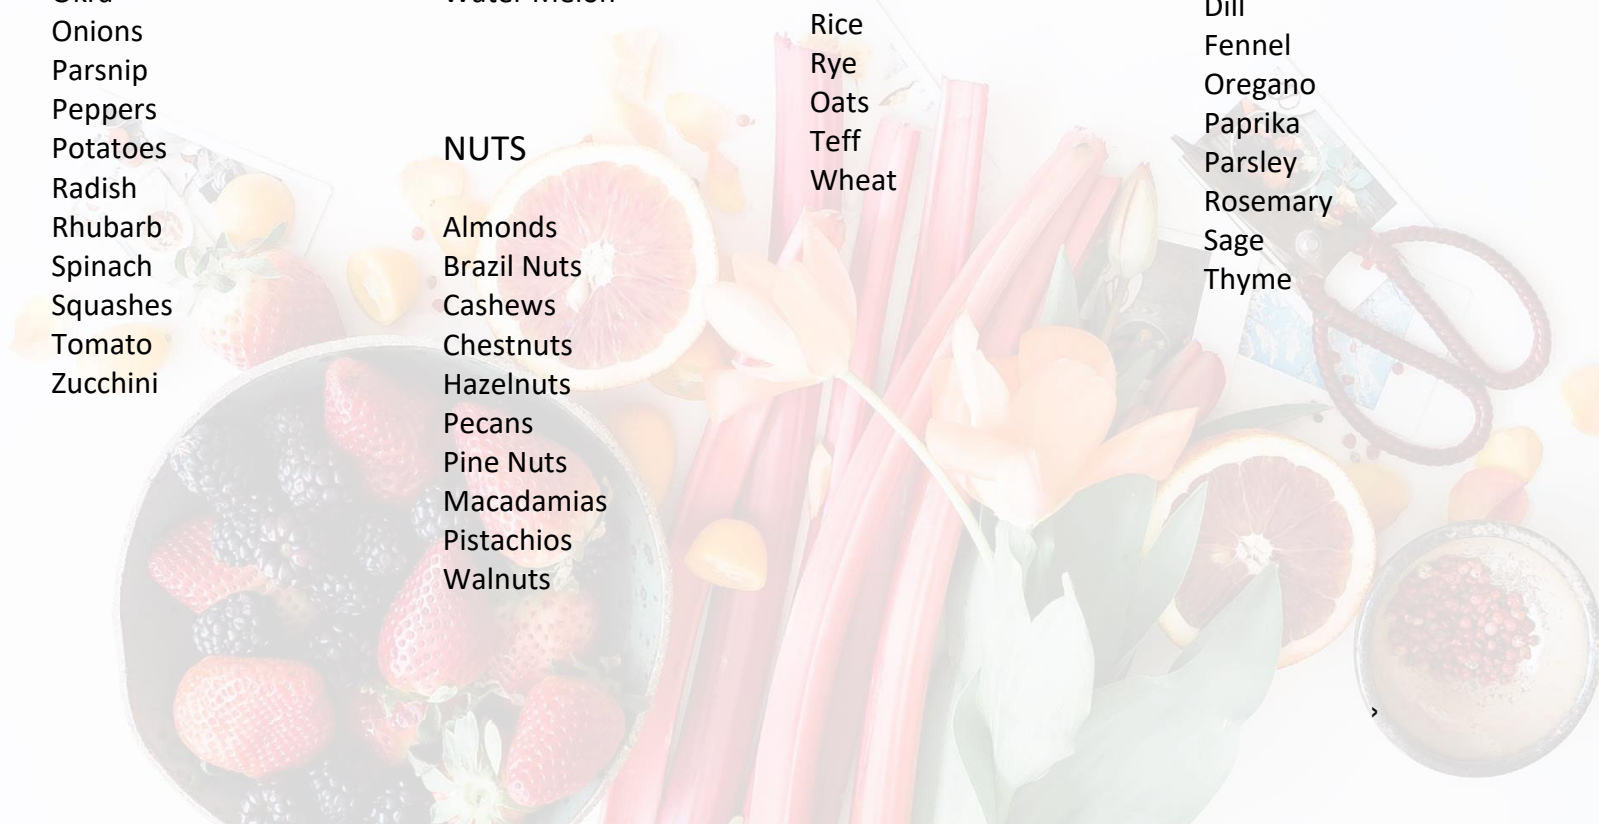 Onions
Parsnip
Peppers
Potatoes
Radish
Rhubarb
Spinach
Squashes
Tomato
Zucchini
NUTS
Almonds
Brazil Nuts
Cashews
Chestnuts
Hazelnuts
Pecans
Pine Nuts
Macadamias
Pistachios
Walnuts
Rice
Rye
Oats
Teff
Wheat
Dill
Fennel
Oregano
Paprika
Parsley
Rosemary
Sage
Thyme
›